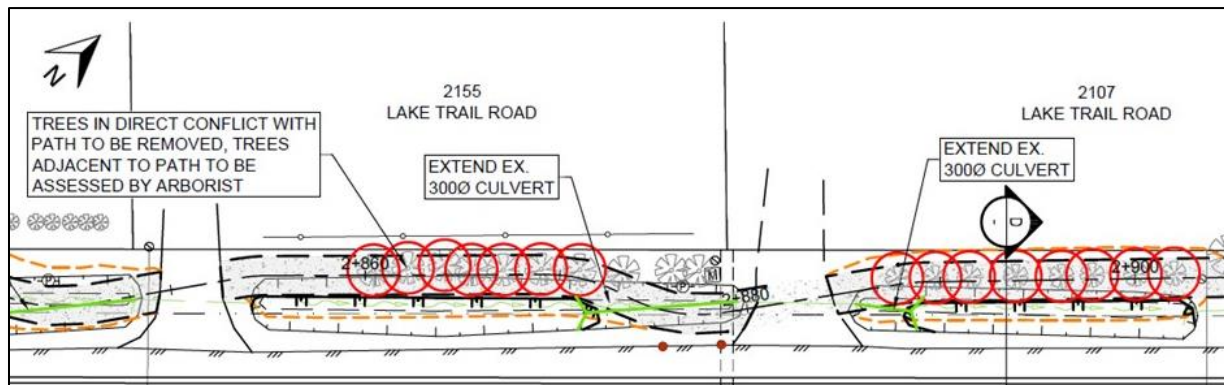 N
2155
LAKE TRAIL ROAD
2107
LAKE TRAIL ROAD
TREES IN DIRECT CONFLICT WITH
PATH TO BE REMOVED, TREES
ADJACENT TO PATH TO BE
ASSESSED BY ARBORIST
EXTEND EX.
300Ø CULVERT
EXTEND EX.
300Ø CULVERT
D
2+860
M
2+880
2+900